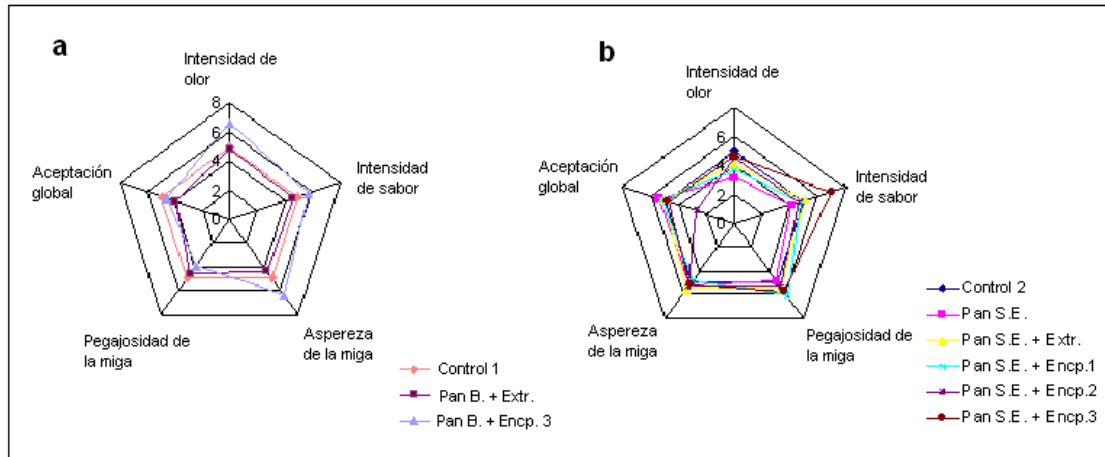 a
Intensidad de
olor
8
6
4
2
0
Intensidad
de sabor
Aspereza
de la miga
Pegajosidad de
la miga
Aceptación
global
Control 1
Pan B. + Extr.
Pan B. + Encp. 3
b
Intensidad de
olor
6
4
2
0
Intensidad
de sabor
Pegajosidad de
la miga
Aspereza de
la miga
Aceptación
global
Control 2
Pan S.E.
Pan S.E. + Extr.
Pan S.E. + Encp.1
Pan S.E. + Encp.2
Pan S.E. + Encp.3